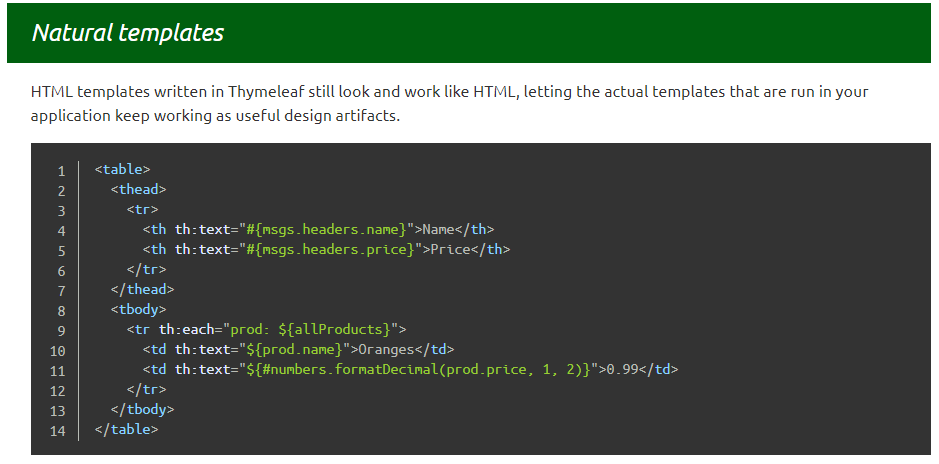 Natural templates
HTML templates written in Thymeleaf still look and work like HTML, letting the actual templates that are run in your
application keep working as useful design artifacts.
1 <table>
2   <thead>
3     <tr>
4       <th th:text="#{msgs.headers.name}">Name</th>
5       <th th:text="#{msgs.headers.price}">Price</th>
6     </tr>
7   </thead>
8   <tbody>
9     <tr th:each="prod: ${allProducts}">
10       <td th:text="${prod.name}">Oranges</td>
11       <td th:text="${#numbers.formatDecimal(prod.price, 1, 2)}">0.99</td>
12     </tr>
13   </tbody>
14 </table>